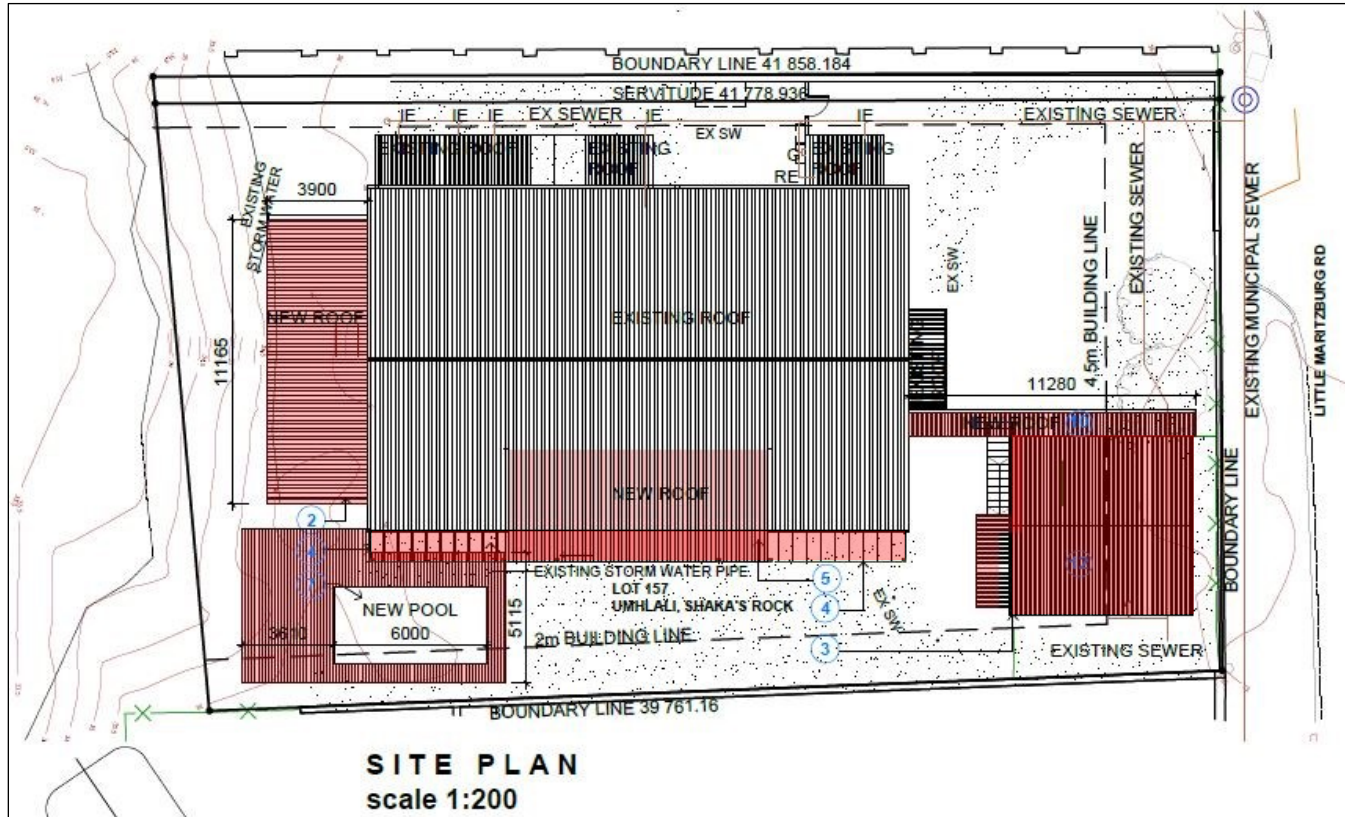 BOUNDARY LINE 41 858.184
SERVITUDE 41 778.936
IE
IE
IE
EX SEWER
IE
EX SW
IE
EXISTING SEWER
EXISTING ROOF
EXISTING
ROOF
G
RE
EXISTING
ROOF
EXISTING
STORM WATER
3900
EXISTING SEWER
EX SW
4,5m BUILDING LINE
EXISTING MUNICIPAL SEWER
LITTLE MARITZBURG RD
NEW ROOF
EXISTING ROOF
11165
11280
NEW ROOF
NEW ROOF
2
BOUNDARY LINE
EXISTING STORM WATER PIPE
LOT 157
UMHLALI, SHAKA'S ROCK
5
4
3
EX SW
NEW POOL
3610
6000
5115
2m BUILDING LINE
EXISTING SEWER
BOUNDARY LINE 39 761.16
SITE PLAN
scale 1:200